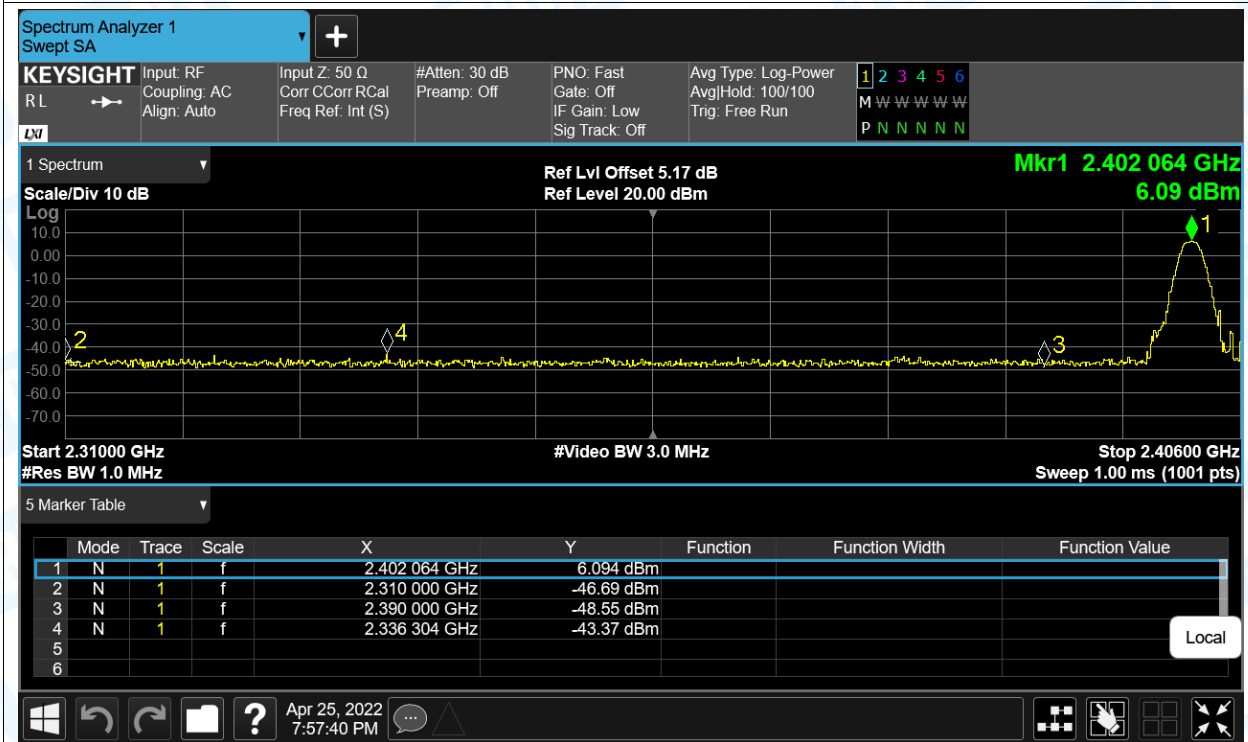 Spectrum Analyzer 1
Swept SA
KEYSIGHT
R L
LXI
Input: RF
Coupling: AC
Align: Auto
Input Z: 50 Ω
Corr CCorr RCal
Freq Ref: Int (S)
#Atten: 30 dB
Preamp: Off
PNO: Fast
Gate: Off
IF Gain: Low
Sig Track: Off
Avg Type: Log-Power
Avg|Hold: 100/100
Trig: Free Run
1 2 3 4 5 6
M W W W W W
P N N N N N
1 Spectrum
Scale/Div 10 dB
Ref Lvl Offset 5.17 dB
Ref Level 20.00 dBm
Mkr1 2.402 064 GHz
6.09 dBm
Log
10.0
0.00
-10.0
-20.0
-30.0
-40.0
-50.0
-60.0
-70.0
1
2
4
3
Start 2.31000 GHz
#Res BW 1.0 MHz
#Video BW 3.0 MHz
Stop 2.40600 GHz
Sweep 1.00 ms (1001 pts)
5 Marker Table
Mode Trace Scale X Y Function Function Width Function Value
1 N 1 f 2.402 064 GHz 6.094 dBm
2 N 1 f 2.310 000 GHz -46.69 dBm
3 N 1 f 2.390 000 GHz -48.55 dBm
4 N 1 f 2.336 304 GHz -43.37 dBm
5
6
Local
?
Apr 25, 2022
7:57:40 PM